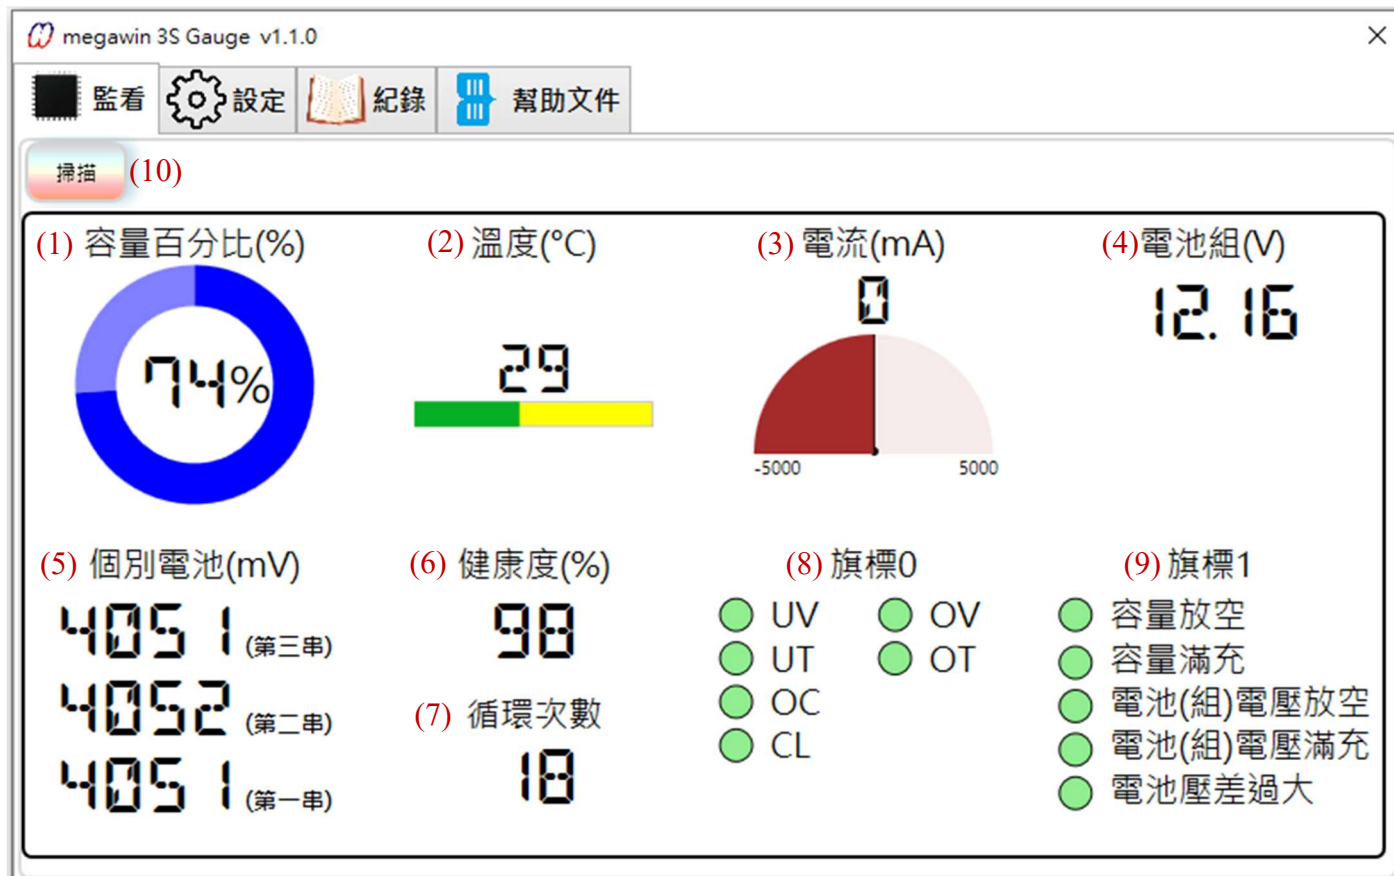 megawin 3S Gauge v1.1.0
監看 設定 紀錄 幫助文件
掃描 (10)
(1) 容量百分比(%)
74%
(2) 溫度(°C)
29
(3) 電流(mA)
0
-5000 5000
(4) 電池組(V)
12.16
(5) 個別電池(mV)
4051 (第三串)
4052 (第二串)
4051 (第一串)
(6) 健康度(%)
98
(7) 循環次數
18
(8) 旗標0
UV OV
UT OT
OC
CL
(9) 旗標1
容量放空
容量滿充
電池(組)電壓放空
電池(組)電壓滿充
電池壓差過大